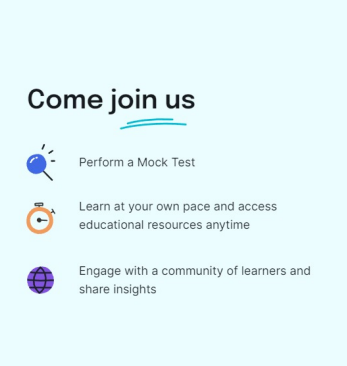 Come join us
Perform a Mock Test
Learn at your own pace and access
educational resources anytime
Engage with a community of learners and
share insights